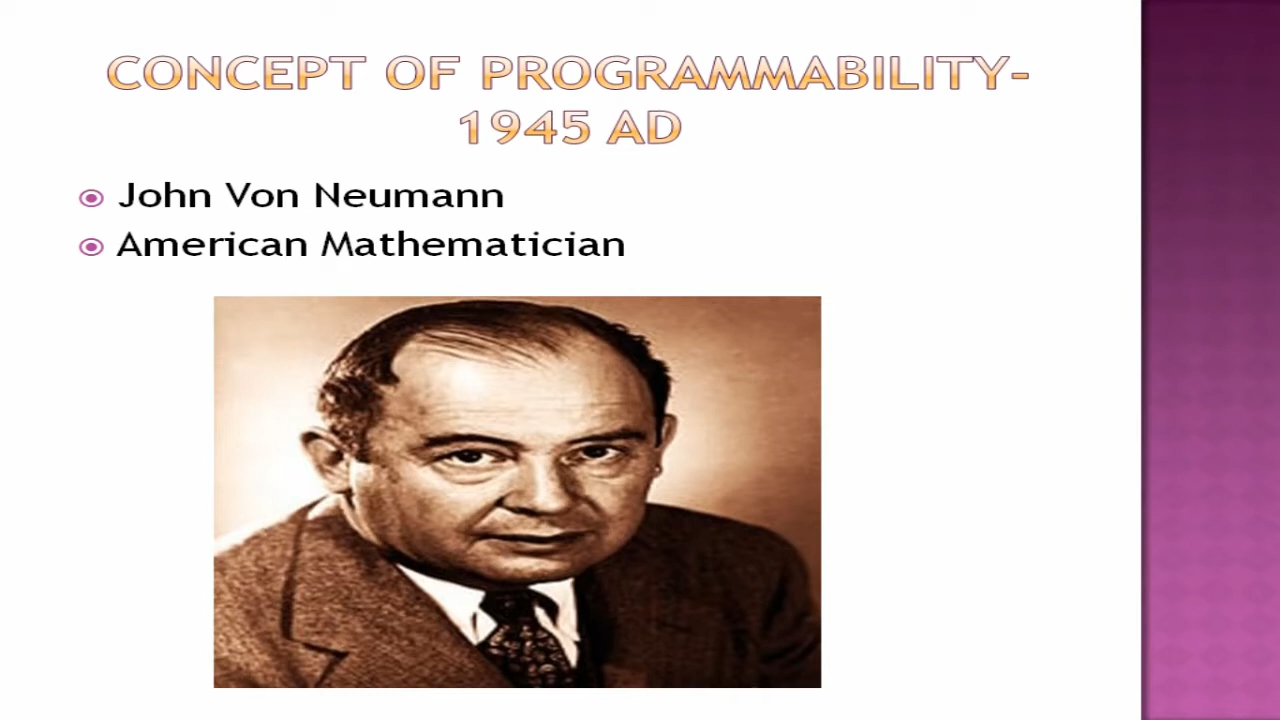 CONCEPT OF PROGRAMMABILITY-
1945 AD
John Von Neumann
American Mathematician